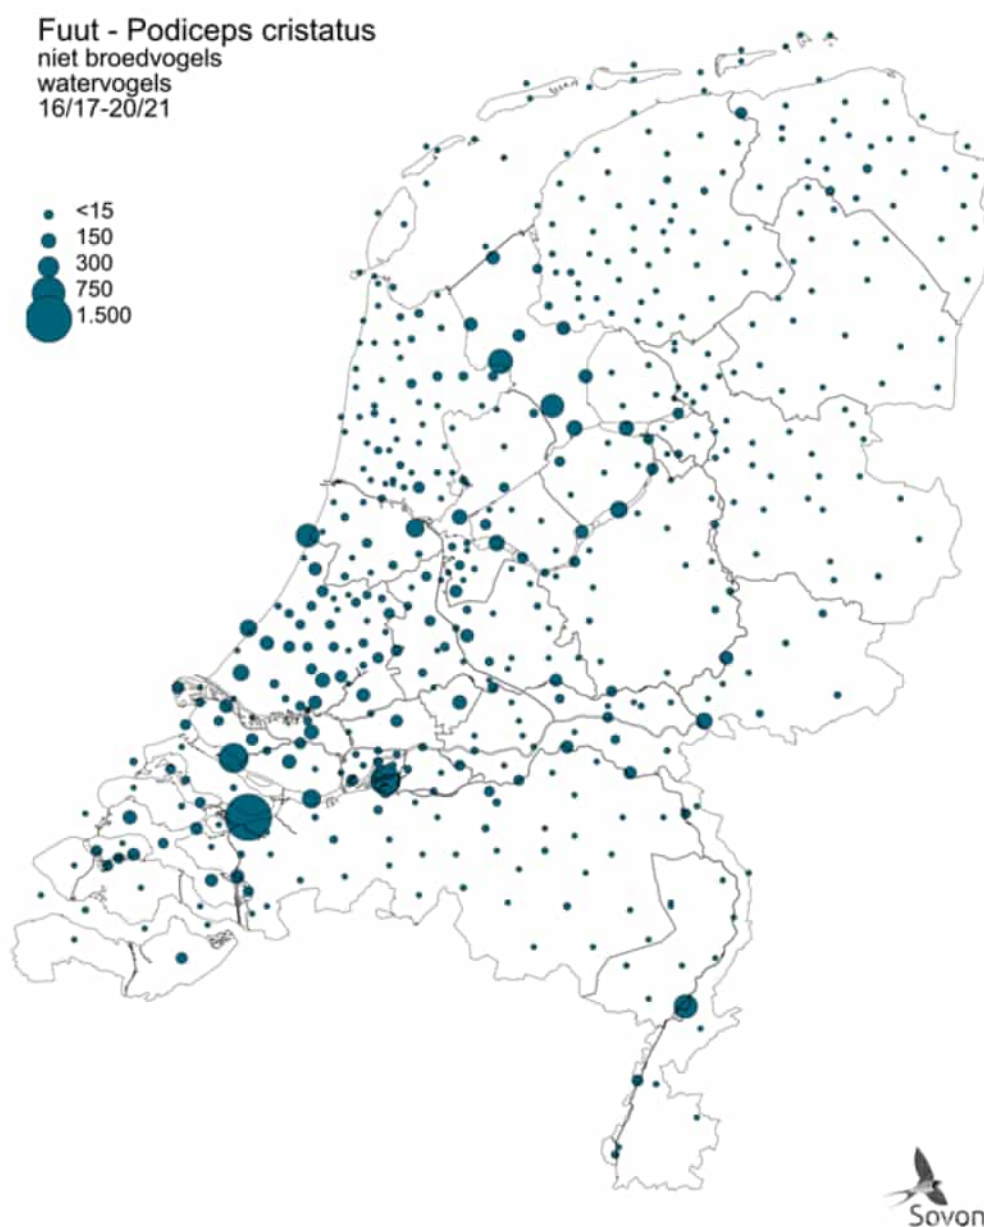 Fuut - Podiceps cristatus
niet broedvogels
watervogels
16/17-20/21
<15
150
300
750
1.500
Sovon